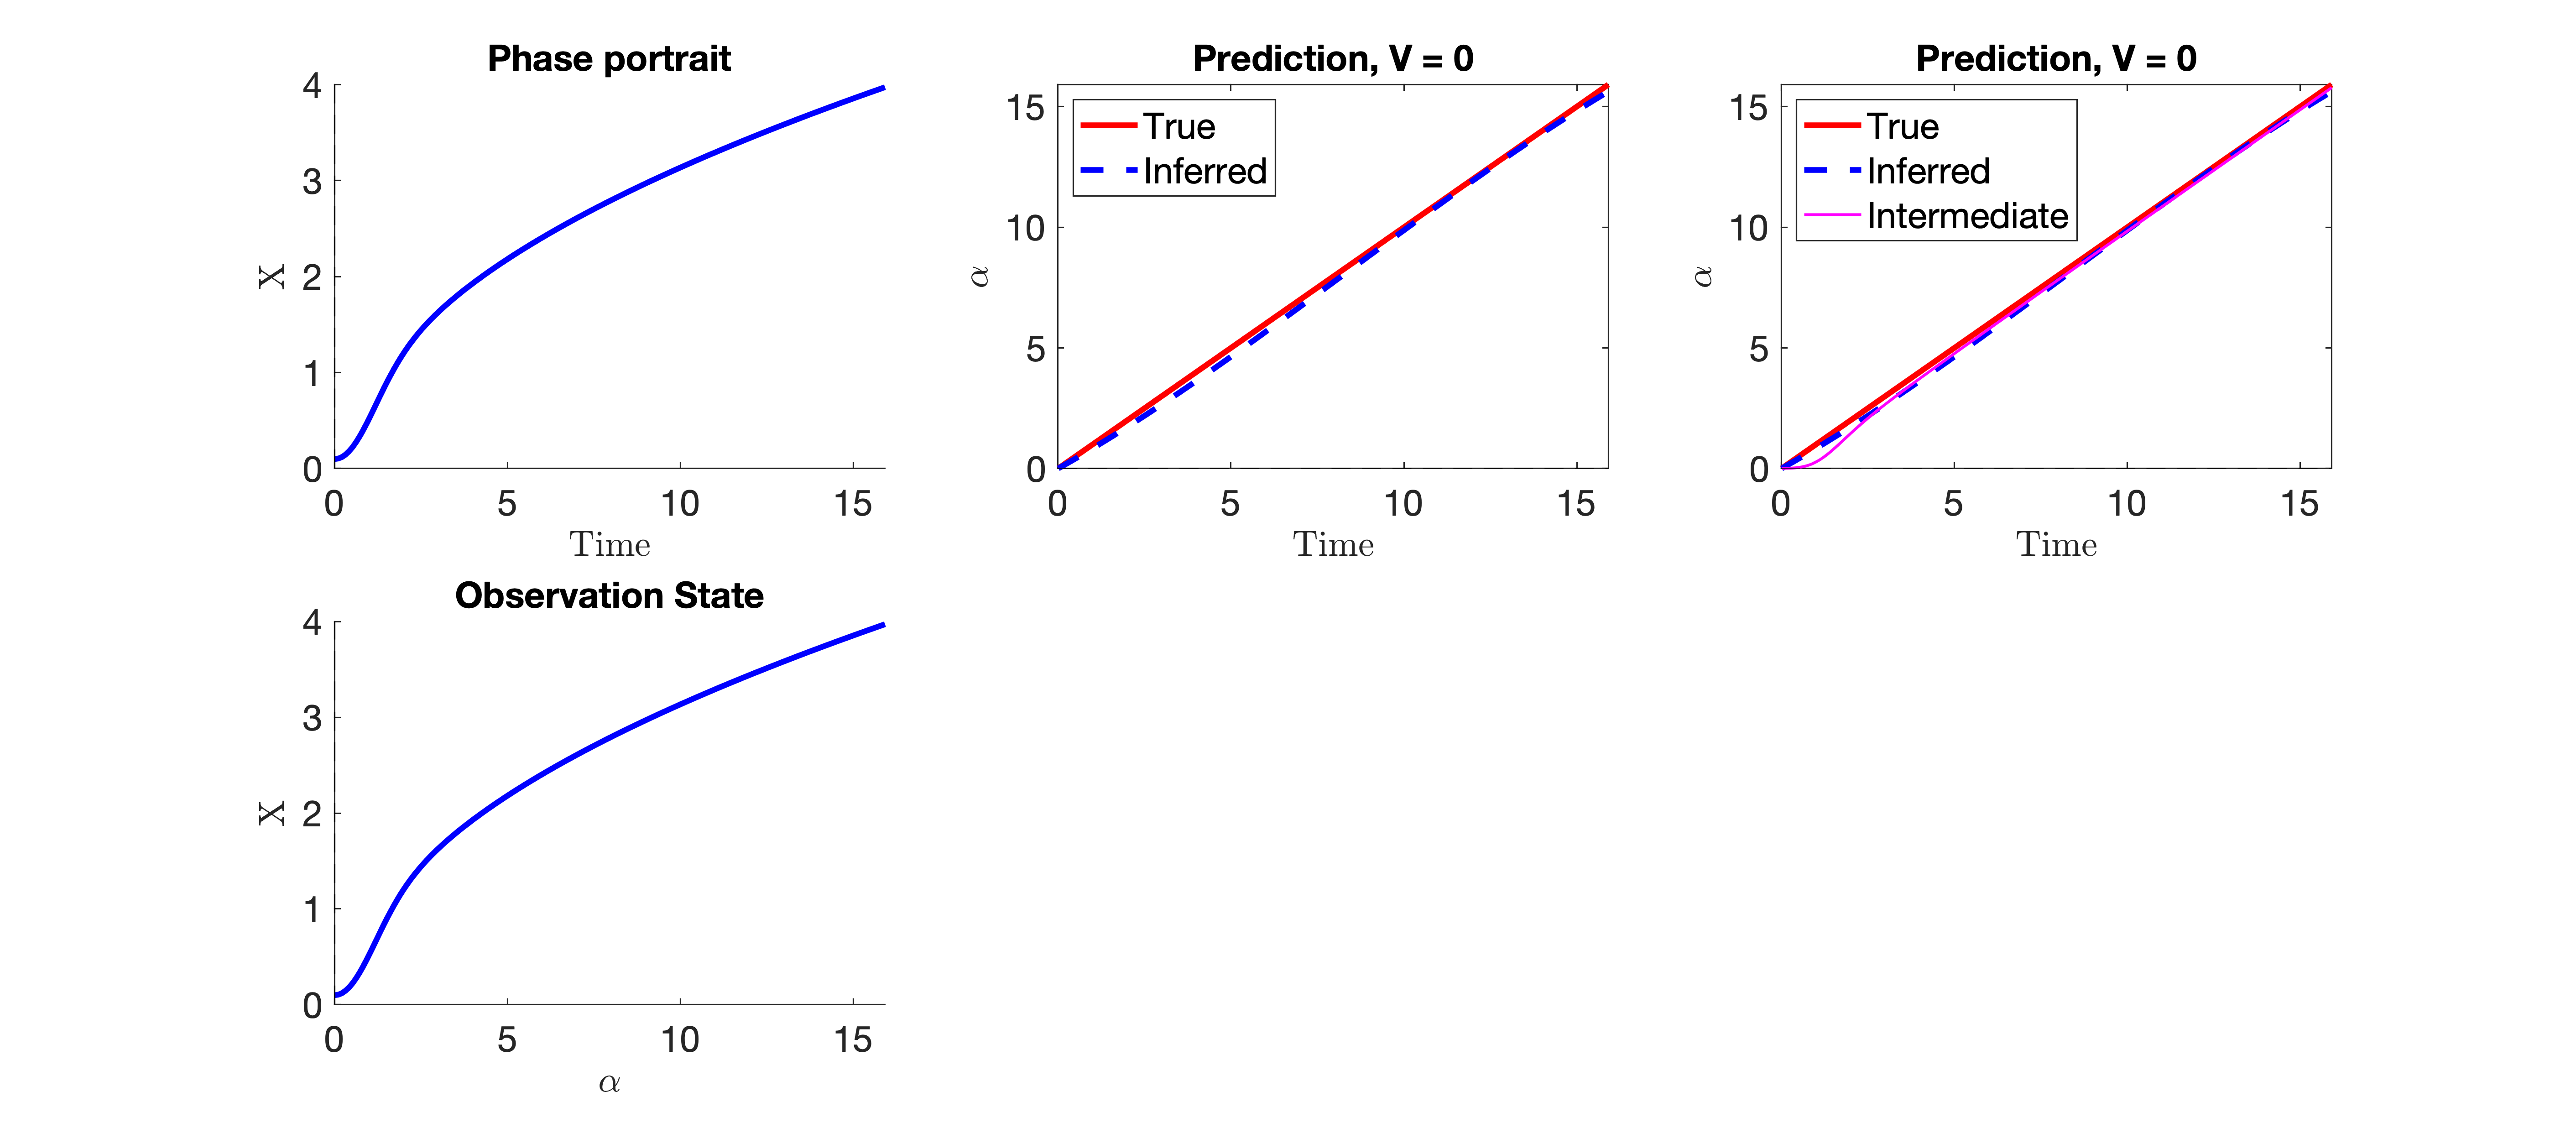 Phase portrait
4
3
2
1
0
X
0 5 10 15
Time
Prediction, V = 0
15
10
5
0
α
True
Inferred
0 5 10 15
Time
Prediction, V = 0
15
10
5
0
α
True
Inferred
Intermediate
0 5 10 15
Time
Observation State
4
3
2
1
0
X
0 5 10 15
α